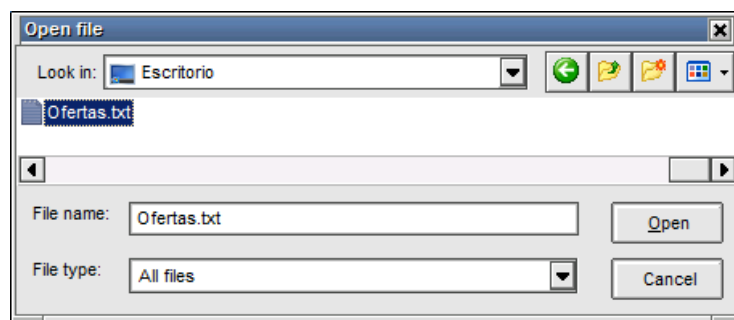 Open file
Look in: Escritorio
Ofertas.txt
File name: Ofertas.txt
Open
File type: All files
Cancel